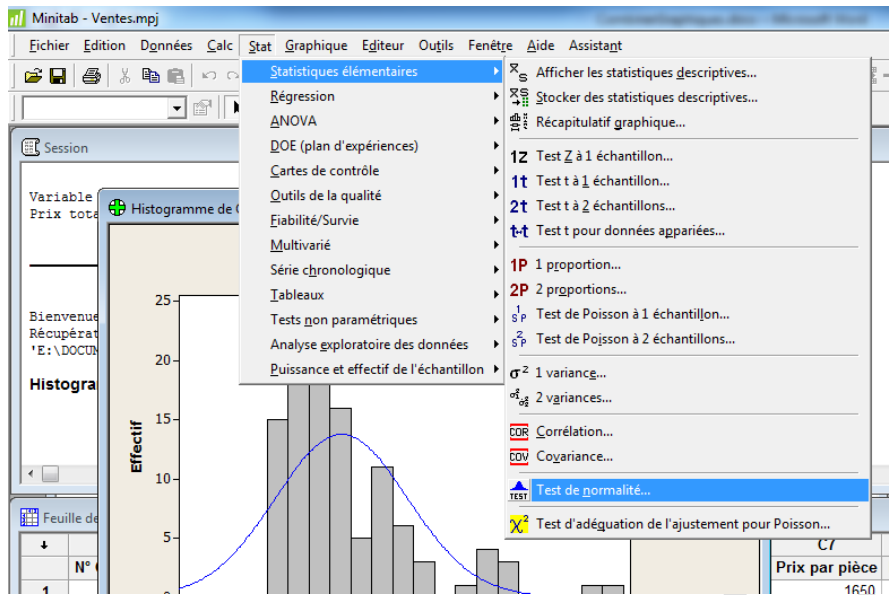 Minitab - Ventes.mpj
Fichier Edition Données Calc Stat Graphique Editeur Outils Fenêtre Aide Assistant
Statistiques élémentaires
Régression
ANOVA
DOE (plan d'expériences)
Cartes de contrôle
Outils de la qualité
Fiabilité/Survie
Multivarié
Série chronologique
Tableaux
Tests non paramétriques
Analyse exploratoire des données
Puissance et effectif de l'échantillon
Afficher les statistiques descriptives...
Stocker des statistiques descriptives...
Récapitulatif graphique...
1Z Test Z à 1 échantillon...
1t Test t à 1 échantillon...
2t Test t à 2 échantillons...
t-t Test t pour données appariées...
1P 1 proportion...
2P 2 proportions...
Test de Poisson à 1 échantillon...
Test de Poisson à 2 échantillons...
σ² 1 variance...
2 variances...
COR Corrélation...
COV Covariance...
TEST Test de normalité...
χ² Test d'adéquation de l'ajustement pour Poisson...
Session
Variable
Prix tota
Bienvenue
Récupérat
'E:\DOCUM
Histogra
Histogramme de
25
20
15
10
5
0
Effectif
Feuille de
C7
N°
Prix par pièce
1
1650